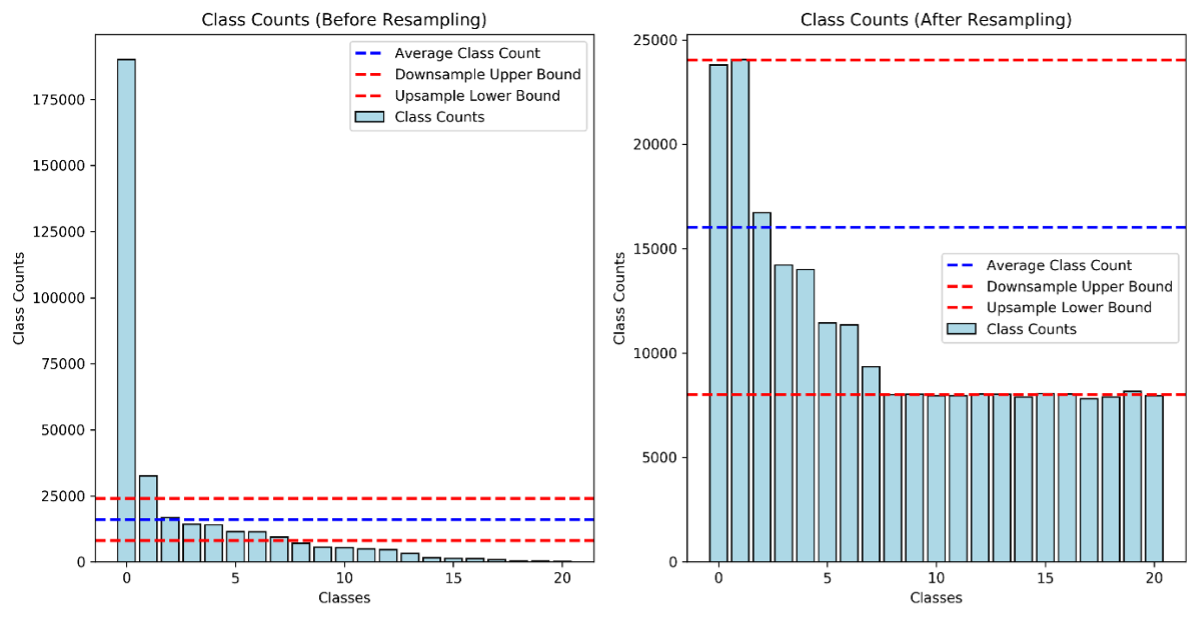 Class Counts (Before Resampling)
Class Counts
175000
150000
125000
100000
75000
50000
25000
0
Average Class Count
Downsample Upper Bound
Upsample Lower Bound
Class Counts
0 5 10 15 20
Classes
Class Counts (After Resampling)
Class Counts
25000
20000
15000
10000
5000
0
Average Class Count
Downsample Upper Bound
Upsample Lower Bound
Class Counts
0 5 10 15 20
Classes